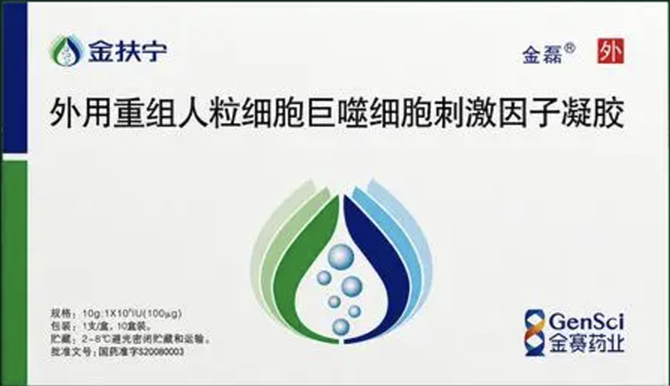 金扶宁
金磊® 外
外用重组人粒细胞巨噬细胞刺激因子凝胶
规格：10g:1X10⁶IU(100μg)
包装：1支/盒，10盒装。
贮藏：2-8℃避光密闭贮藏和运输。
批准文号：国药准字S20080003
GenSci
金赛药业